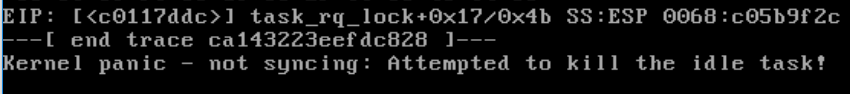 EIP: [<c0117ddc>] task_rq_lock+0x17/0x4b SS:ESP 0068:c05b9f2c
---[ end trace ca143223eefdc828 ]---
Kernel panic - not syncing: Attempted to kill the idle task!